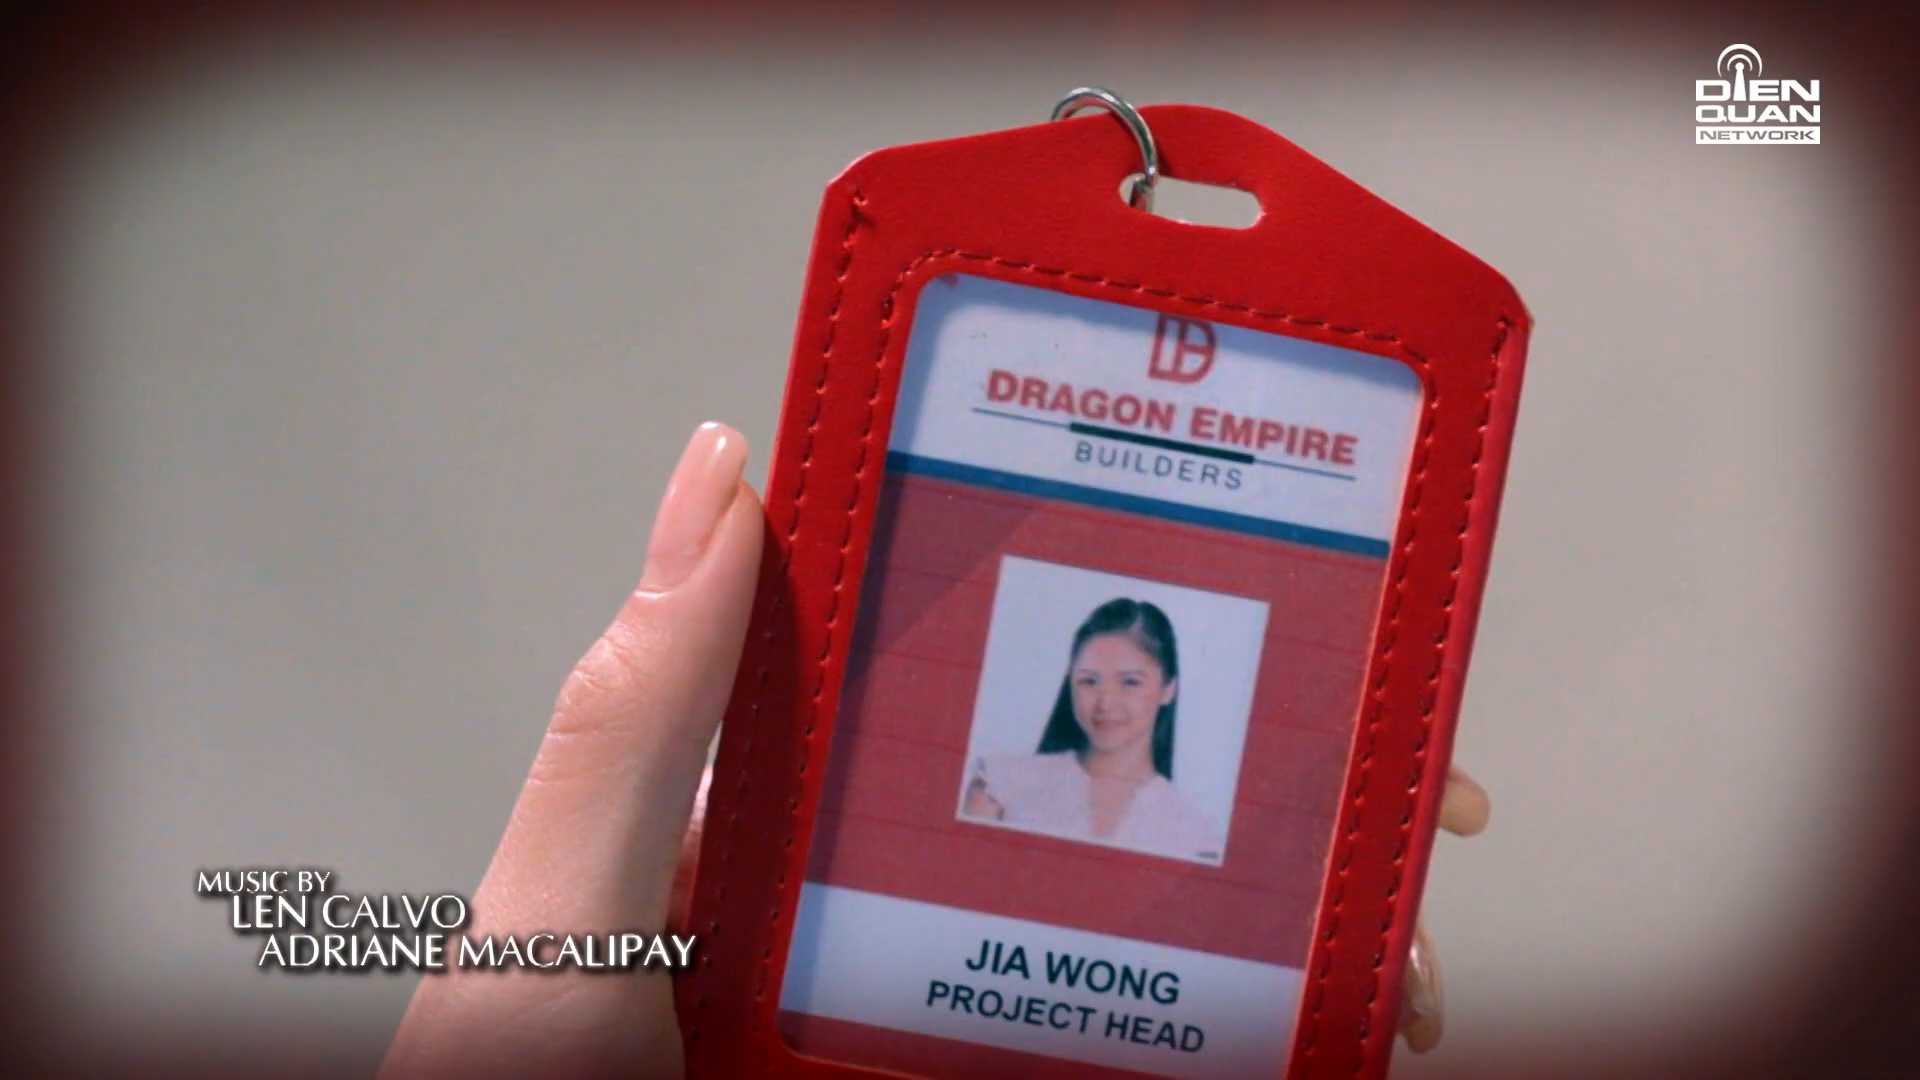 DIEN
QUAN
NETWORK
DRAGON EMPIRE
BUILDERS
JIA WONG
PROJECT HEAD
MUSIC BY
LEN CALVO
ADRIANE MACALIPAY